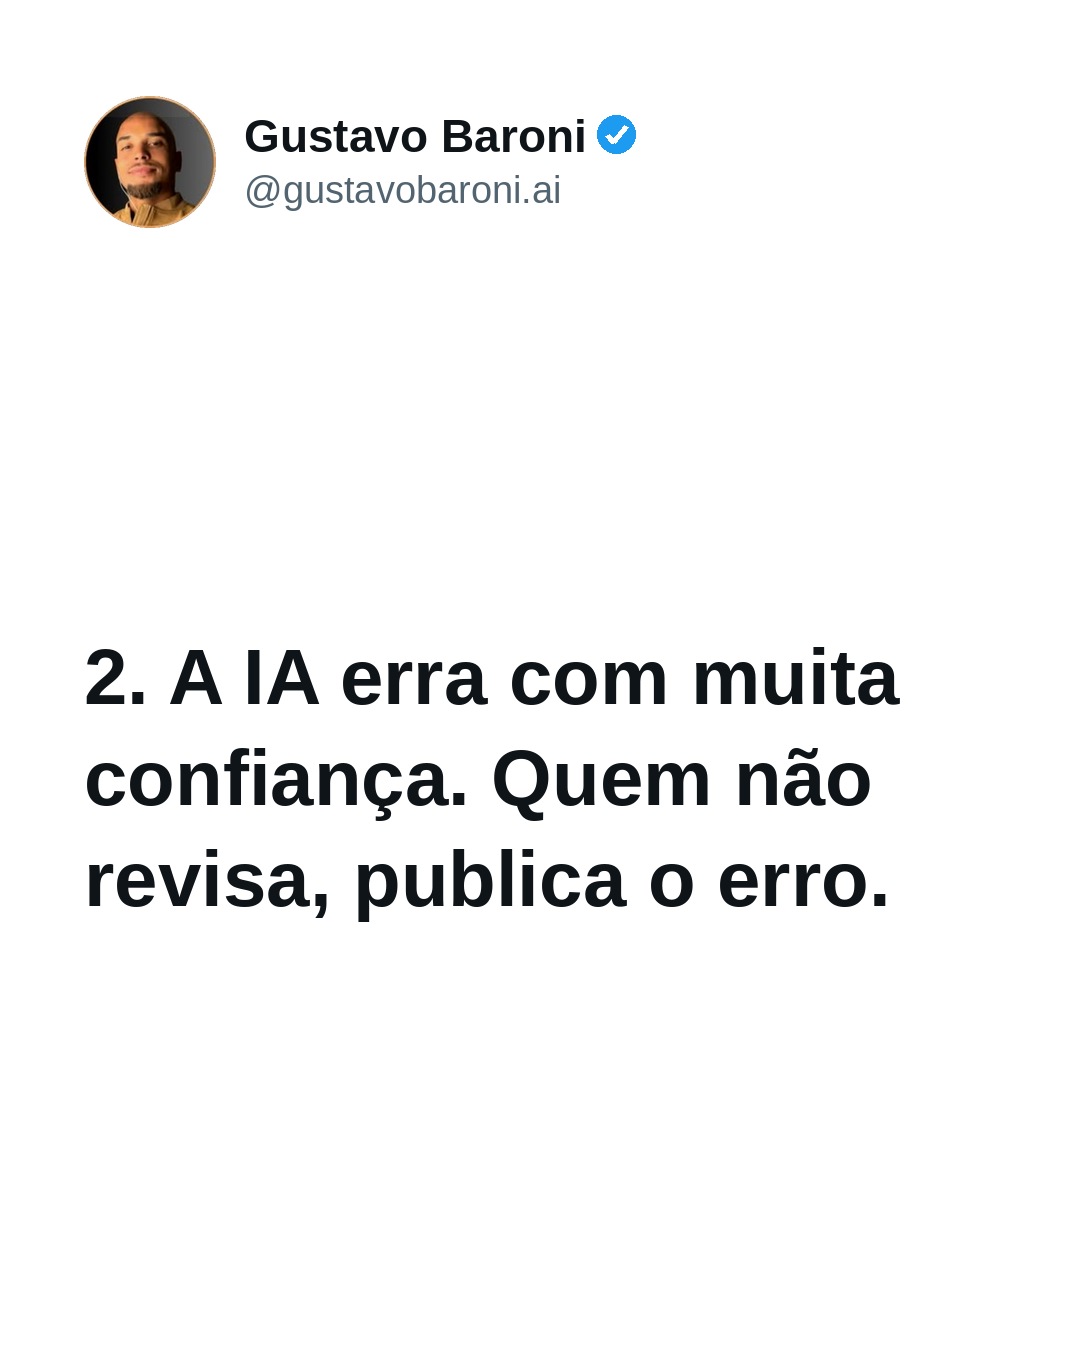 Gustavo Baroni
@gustavobaroni.ai
2. A IA erra com muita
confiança. Quem não
revisa, publica o erro.